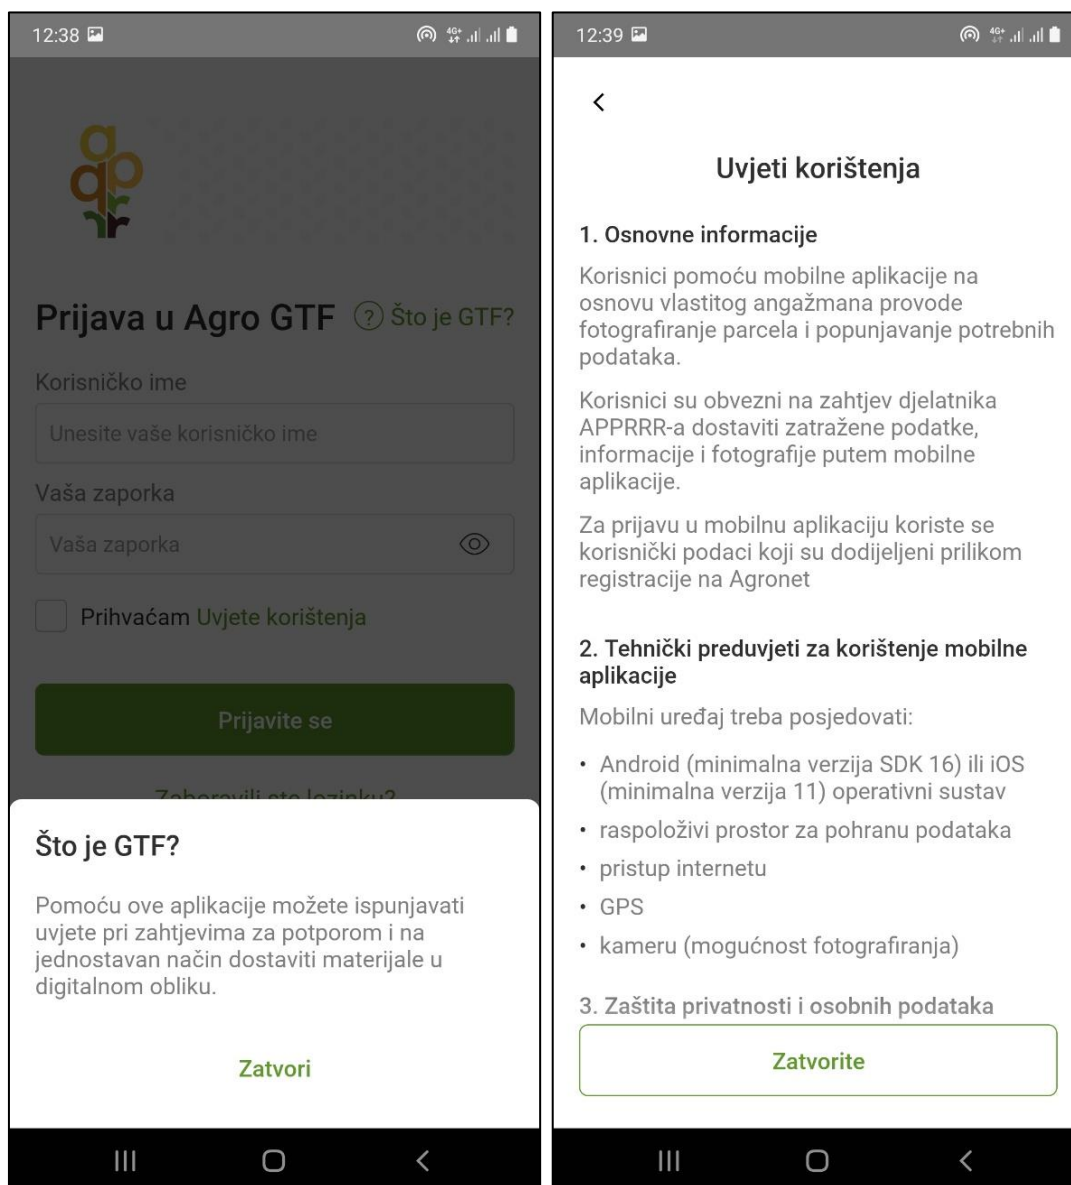 12:38
4G+
Prijava u Agro GTF ? Što je GTF?
Korisničko ime
Unesite vaše korisničko ime
Vaša zaporka
Vaša zaporka
Prihvaćam Uvjete korištenja
Prijavite se
Zaboravili ste lozinku?
Što je GTF?
Pomoću ove aplikacije možete ispunjavati
uvjete pri zahtjevima za potporom i na
jednostavan način dostaviti materijale u
digitalnom obliku.
Zatvori
12:39
4G+
Uvjeti korištenja
1. Osnovne informacije
Korisnici pomoću mobilne aplikacije na
osnovu vlastitog angažmana provode
fotografiranje parcela i popunjavanje potrebnih
podataka.
Korisnici su obvezni na zahtjev djelatnika
APPRRR-a dostaviti zatražene podatke,
informacije i fotografije putem mobilne
aplikacije.
Za prijavu u mobilnu aplikaciju koriste se
korisnički podaci koji su dodijeljeni prilikom
registracije na Agronet
2. Tehnički preduvjeti za korištenje mobilne
aplikacije
Mobilni uređaj treba posjedovati:
• Android (minimalna verzija SDK 16) ili iOS
(minimalna verzija 11) operativni sustav
• raspoloživi prostor za pohranu podataka
• pristup internetu
• GPS
• kameru (mogućnost fotografiranja)
3. Zaštita privatnosti i osobnih podataka
Zatvorite